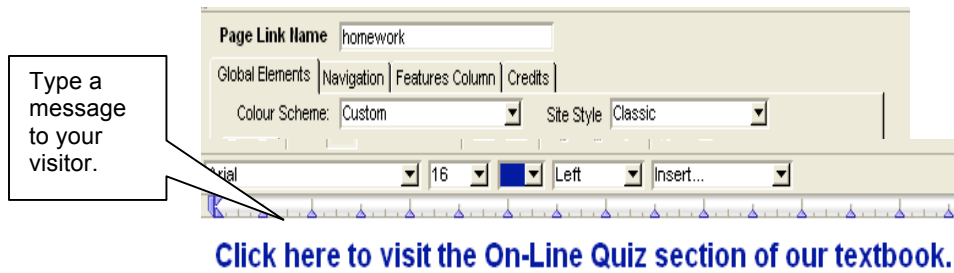 Page Link Name homework
Global Elements Navigation Features Column Credits
Colour Scheme: Custom Site Style Classic
Type a
message
to your
visitor.
Arial 16 Left Insert...
Click here to visit the On-Line Quiz section of our textbook.